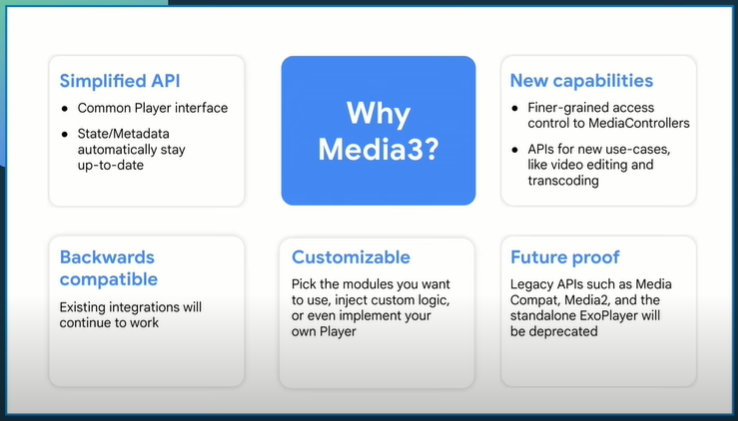 Simplified API
● Common Player interface
● State/Metadata
automatically stay
up-to-date
Why
Media3?
New capabilities
● Finer-grained access
control to MediaControllers
● APIs for new use-cases,
like video editing and
transcoding
Backwards
compatible
Existing integrations will
continue to work
Customizable
Pick the modules you want
to use, inject custom logic,
or even implement your
own Player
Future proof
Legacy APIs such as Media
Compat, Media2, and the
standalone ExoPlayer will
be deprecated